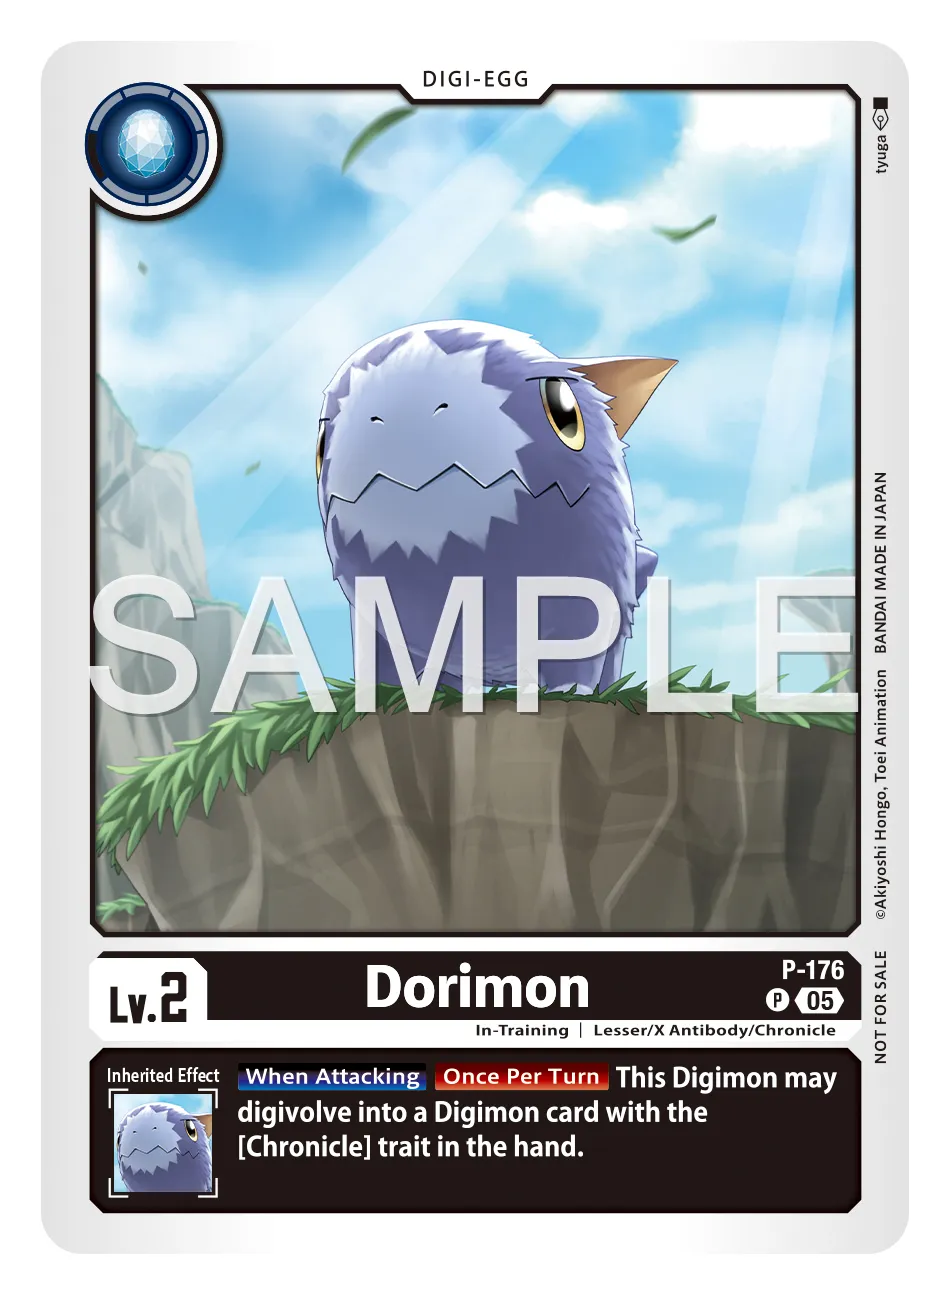 DIGI-EGG
tyuga
SAMPLE
BANDAI MADE IN JAPAN
©Akiyoshi Hongo, Toei Animation
NOT FOR SALE
Lv.2
Dorimon
P-176
P 05
In-Training | Lesser/X Antibody/Chronicle
Inherited Effect
When Attacking Once Per Turn This Digimon may
digivolve into a Digimon card with the
[Chronicle] trait in the hand.